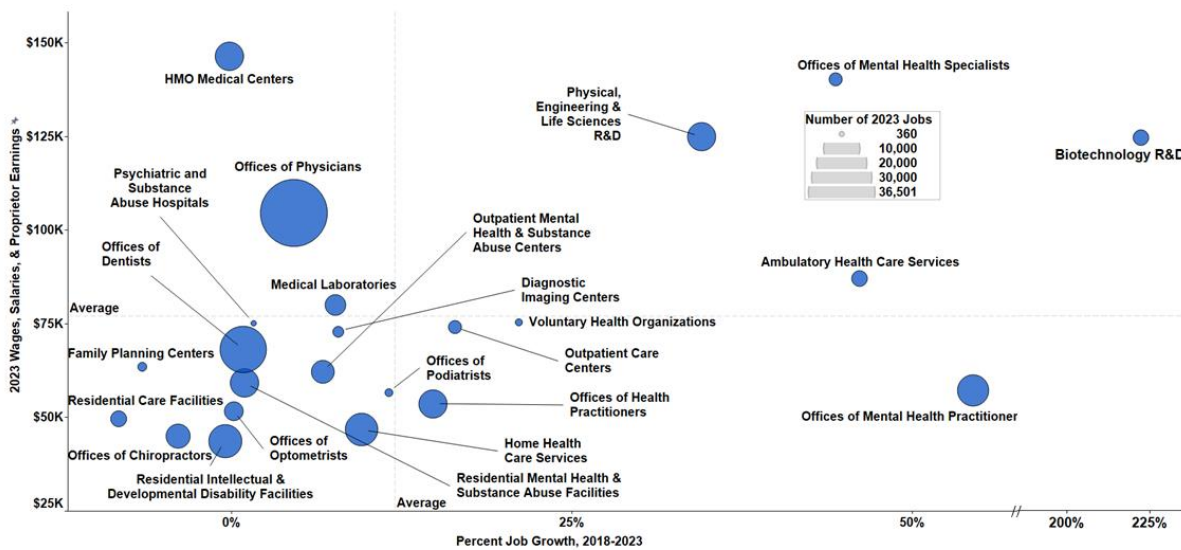 $150K
$125K
$100K
$75K
$50K
$25K
2023 Wages, Salaries, & Proprietor Earnings
HMO Medical Centers
Offices of Mental Health Specialists
Physical,
Engineering &
Life Sciences
R&D
Number of 2023 Jobs
360
10,000
20,000
30,000
36,501
Biotechnology R&D
Offices of Physicians
Psychiatric and
Substance
Abuse Hospitals
Offices of
Dentists
Outpatient Mental
Health & Substance
Abuse Centers
Medical Laboratories
Diagnostic
Imaging Centers
Ambulatory Health Care Services
Average
Voluntary Health Organizations
Family Planning Centers
Outpatient Care
Centers
Offices of
Podiatrists
Residential Care Facilities
Offices of Health
Practitioners
Offices of Mental Health Practitioner
Offices of Chiropractors
Offices of
Optometrists
Home Health
Care Services
Residential Intellectual &
Developmental Disability Facilities
Residential Mental Health &
Substance Abuse Facilities
Average
0%
25%
50%
200%
225%
Percent Job Growth, 2018-2023